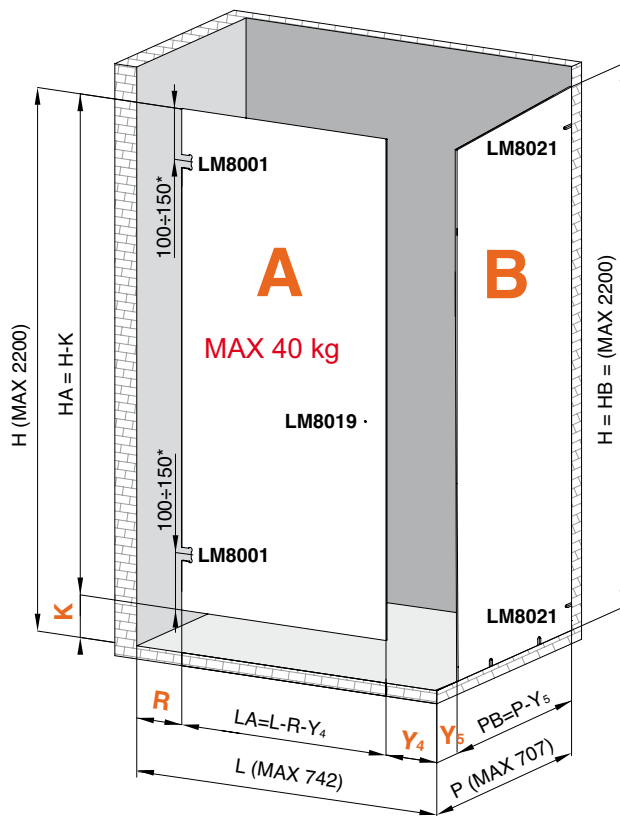 LM8021
LM8001
100÷150*
A
B
MAX 40 kg
H (MAX 2200)
HA = H-K
H = HB = (MAX 2200)
LM8019
100÷150*
LM8001
K
LM8021
R
LA=L-R-Y₄
Y₄
Y₅
PB=P-Y₅
L (MAX 742)
P (MAX 707)